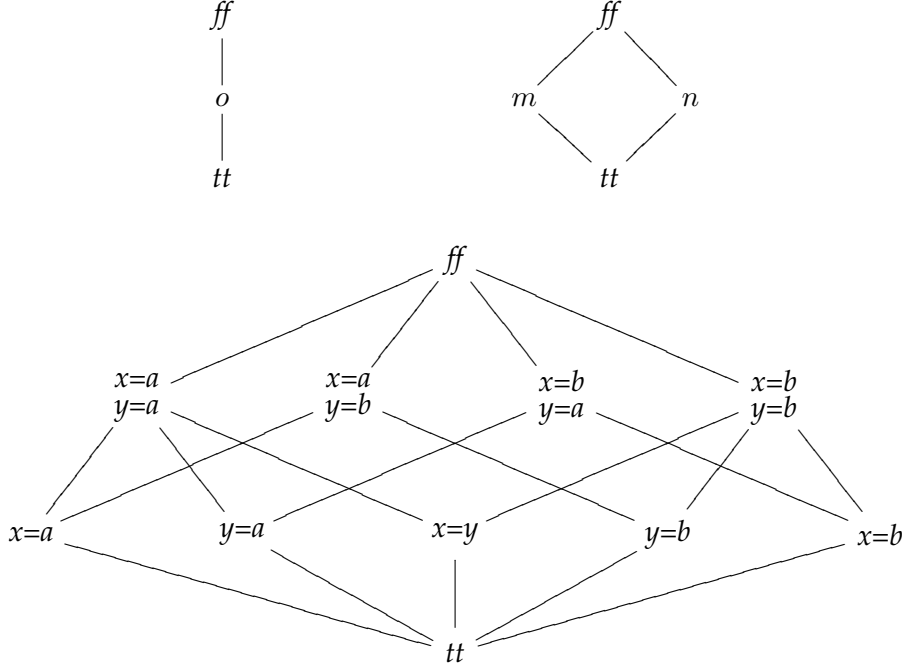 ff ff
o m n
tt tt
ff
x=a x=a x=b x=b
y=a y=b y=a y=b
x=a y=a x=y y=b x=b
tt